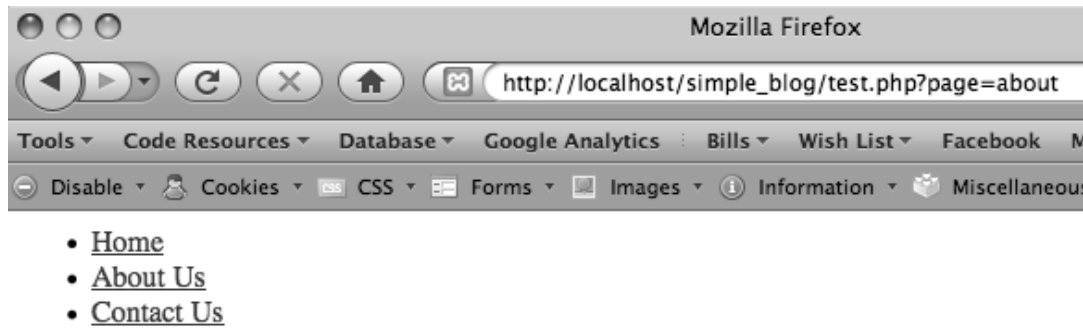 Mozilla Firefox
http://localhost/simple_blog/test.php?page=about
Tools Code Resources Database Google Analytics Bills Wish List Facebook M
Disable Cookies CSS CSS Forms Images Information Miscellaneous
Home
About Us
Contact Us